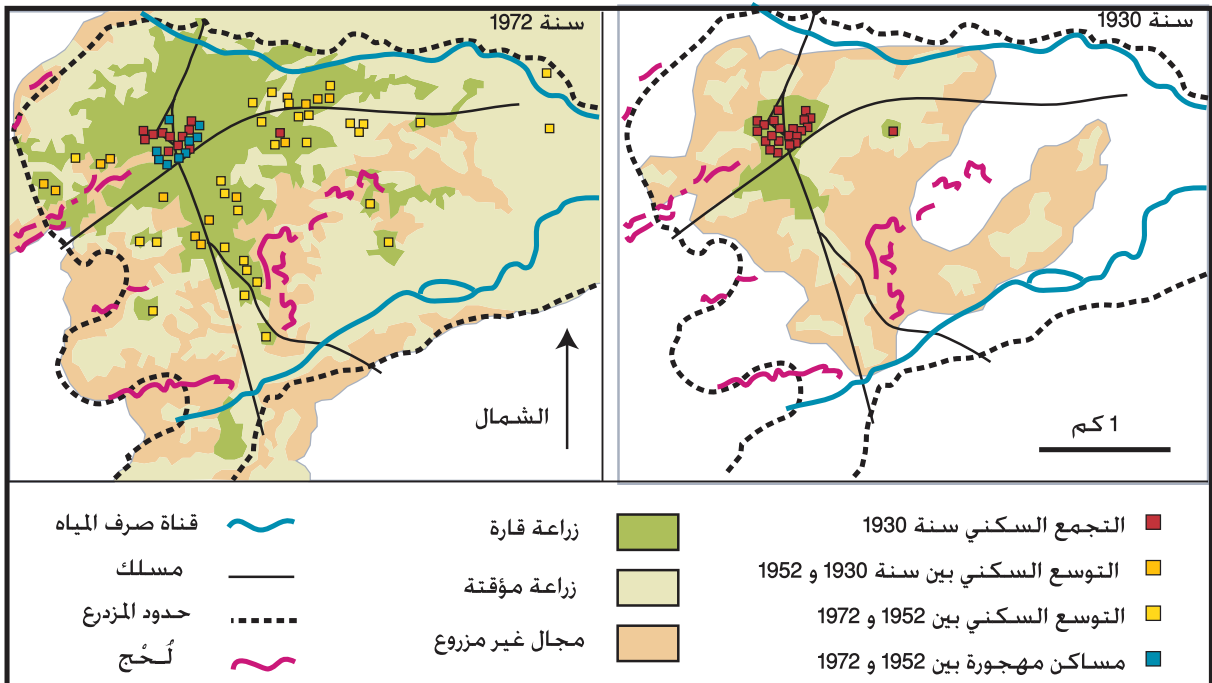 سنة 1930
سنة 1972
الشمال
1 كم
التجمع السكني سنة 1930
التوسع السكني بين سنة 1930 و 1952
التوسع السكني بين 1952 و 1972
مساكن مهجورة بين 1952 و 1972
زراعة قارة
زراعة مؤقتة
مجال غير مزروع
قناة صرف المياه
مسلك
حدود المزدرع
لُحْج